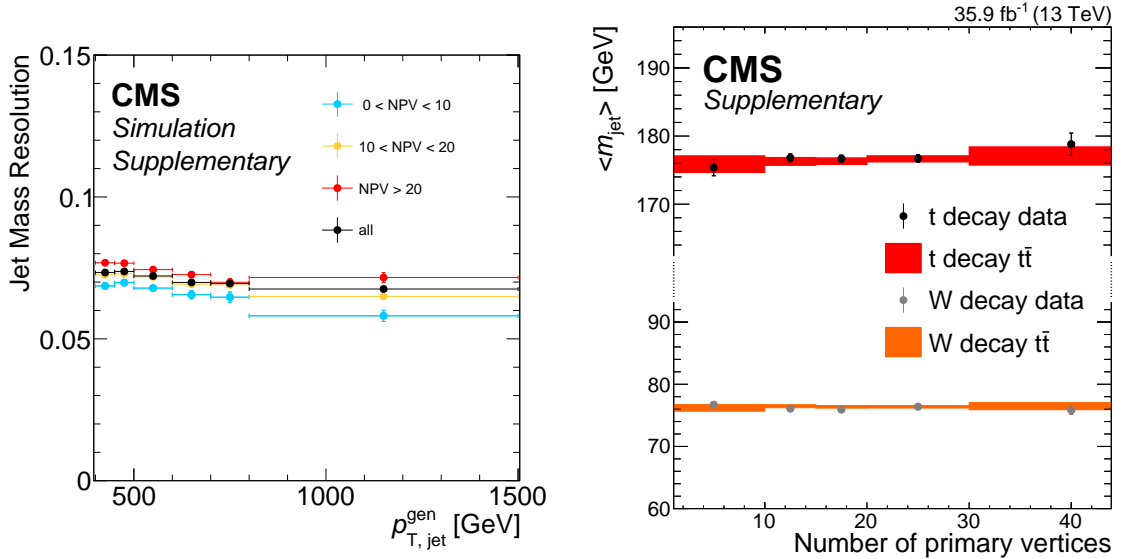 0.15
0.1
0.05
0
Jet Mass Resolution
CMS
Simulation
Supplementary
0 < NPV < 10
10 < NPV < 20
NPV > 20
all
500 1000 1500
p^gen_T, jet [GeV]
35.9 fb⁻¹ (13 TeV)
<m_jet> [GeV]
190
180
170
90
80
70
60
CMS
Supplementary
t decay data
t decay tt̄
W decay data
W decay tt̄
10 20 30 40
Number of primary vertices